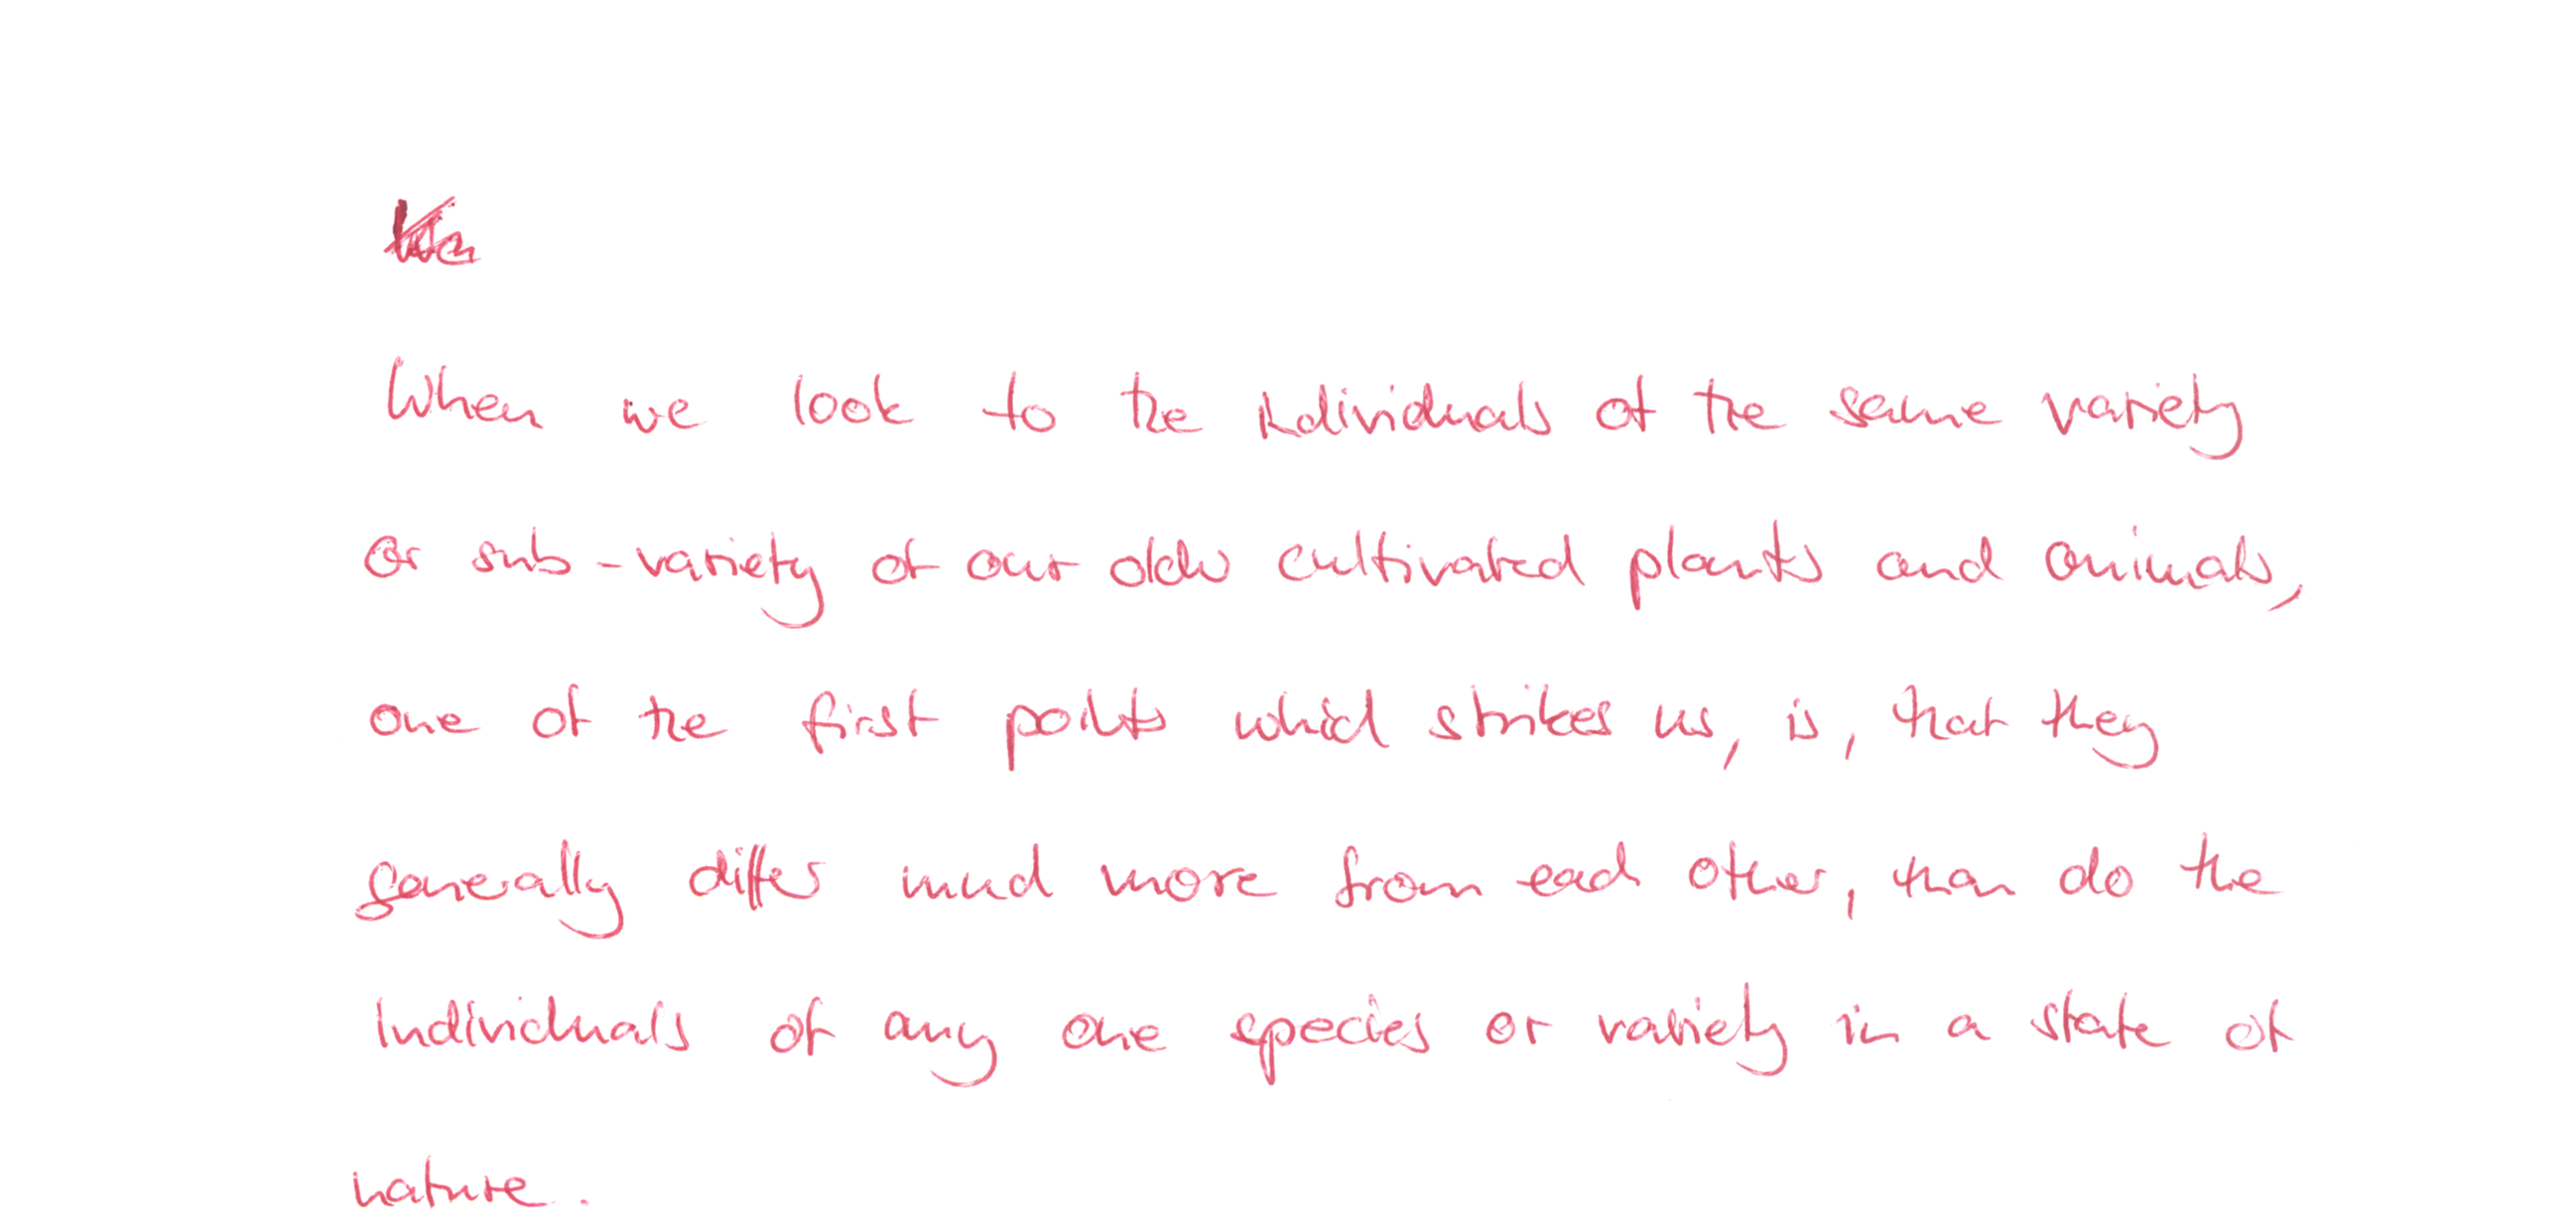 When we look to the individuals of the same variety
or sub-variety of our older cultivated plants and animals,
one of the first points which strikes us, is, that they
generally differ much more from each other, than do the
individuals of any one species or variety in a state of
nature.